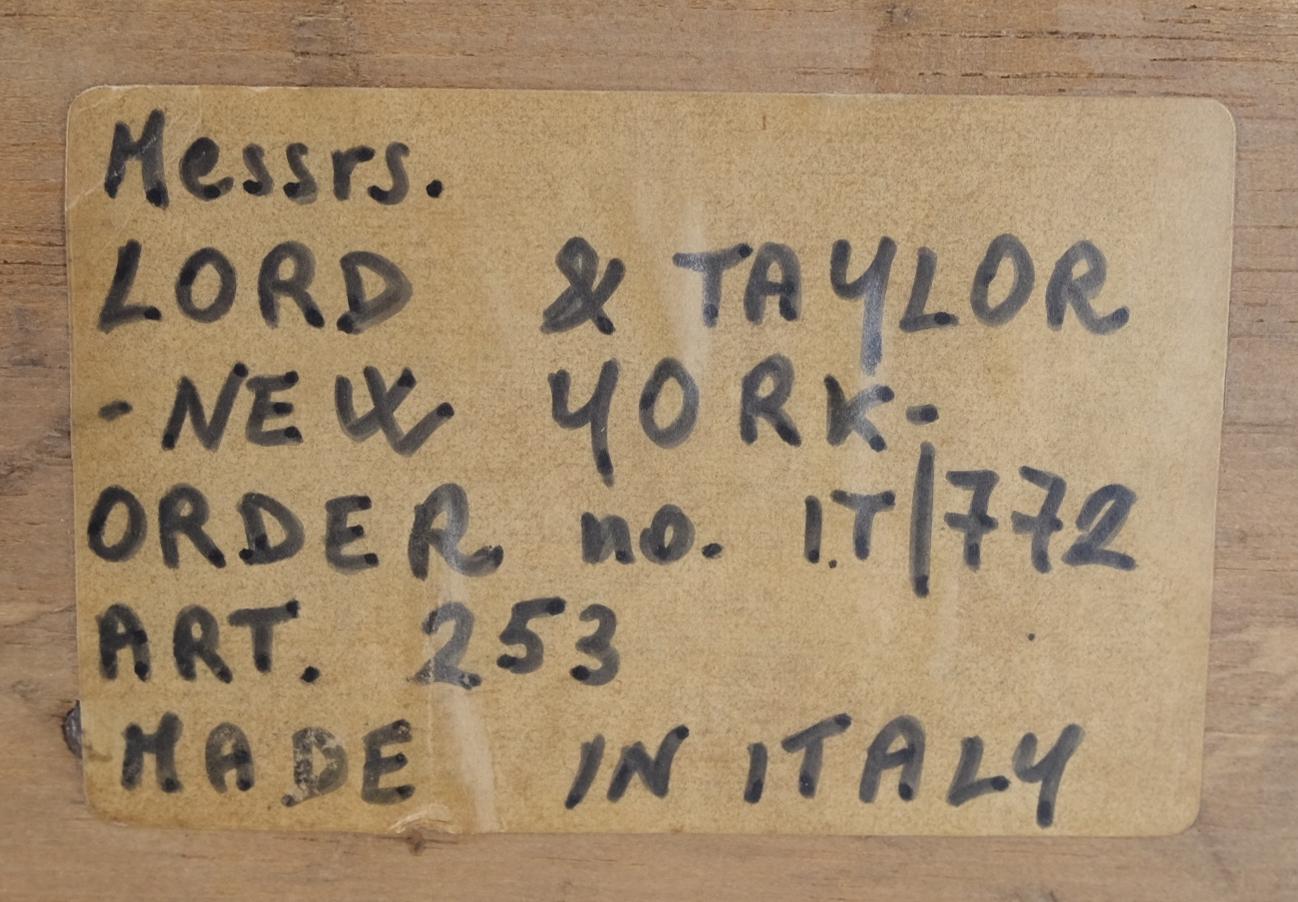 Messrs.
LORD & TAYLOR
- NEW YORK -
ORDER no. IT/772
ART. 253
MADE IN ITALY